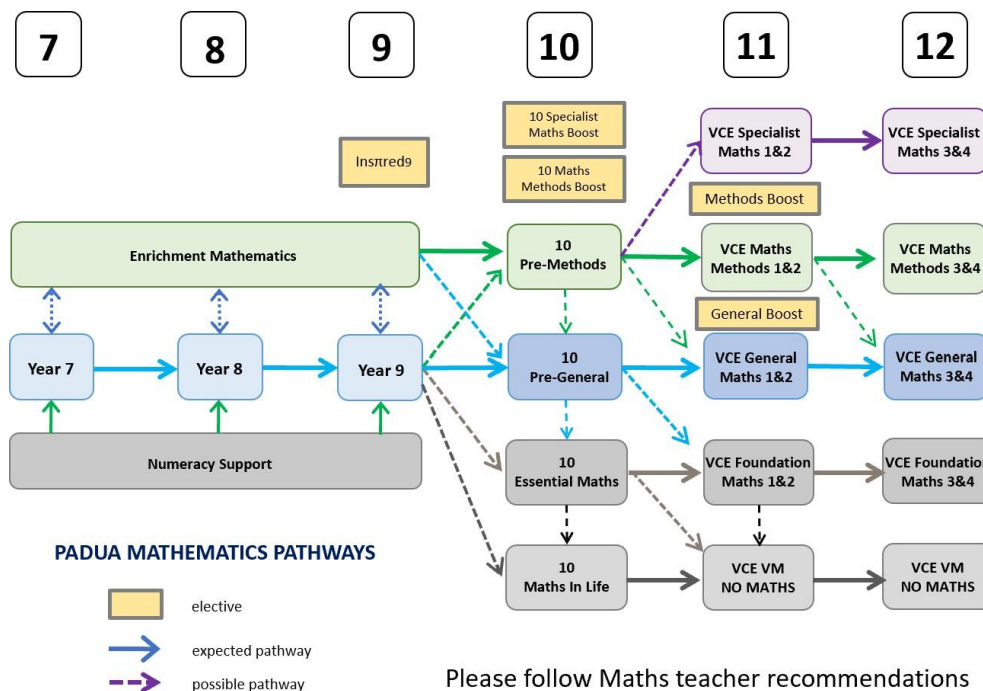 7
8
9
10
11
12
10 Specialist
Maths Boost
VCE Specialist
Maths 1&2
VCE Specialist
Maths 3&4
Insπred9
10 Maths
Methods Boost
Methods Boost
Enrichment Mathematics
10
Pre-Methods
VCE Maths
Methods 1&2
VCE Maths
Methods 3&4
General Boost
Year 7
Year 8
Year 9
10
Pre-General
VCE General
Maths 1&2
VCE General
Maths 3&4
Numeracy Support
10
Essential Maths
VCE Foundation
Maths 1&2
VCE Foundation
Maths 3&4
PADUA MATHEMATICS PATHWAYS
10
Maths In Life
VCE VM
NO MATHS
VCE VM
NO MATHS
elective
expected pathway
possible pathway
Please follow Maths teacher recommendations